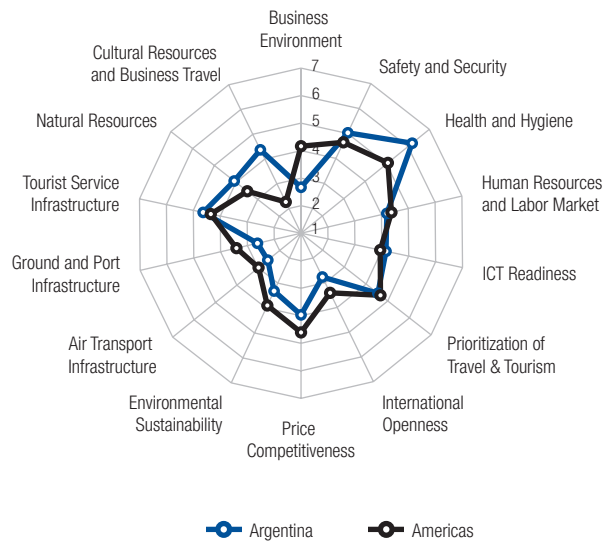 Business
Environment
Safety and Security
Health and Hygiene
Human Resources
and Labor Market
ICT Readiness
Prioritization of
Travel & Tourism
International
Openness
Price
Competitiveness
Environmental
Sustainability
Air Transport
Infrastructure
Ground and Port
Infrastructure
Tourist Service
Infrastructure
Natural Resources
Cultural Resources
and Business Travel
7
6
5
4
3
2
1
Argentina
Americas